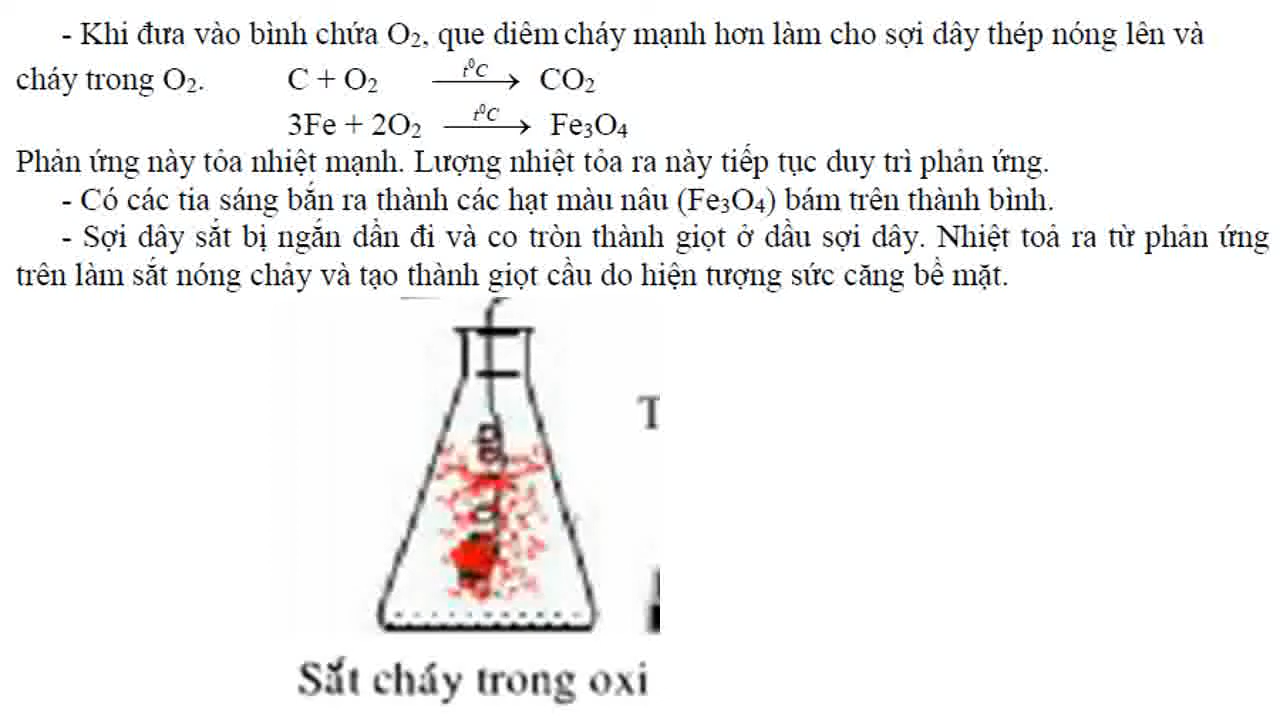 - Khi đưa vào bình chứa O₂, que diêm cháy mạnh hơn làm cho sợi dây thép nóng lên và
cháy trong O₂. C + O₂ —t⁰C→ CO₂
3Fe + 2O₂ —t⁰C→ Fe₃O₄
Phản ứng này tỏa nhiệt mạnh. Lượng nhiệt tỏa ra này tiếp tục duy trì phản ứng.
- Có các tia sáng bắn ra thành các hạt màu nâu (Fe₃O₄) bám trên thành bình.
- Sợi dây sắt bị ngắn dần đi và co tròn thành giọt ở đầu sợi dây. Nhiệt toả ra từ phản ứng
trên làm sắt nóng chảy và tạo thành giọt cầu do hiện tượng sức căng bề mặt.
T
Sắt cháy trong oxi